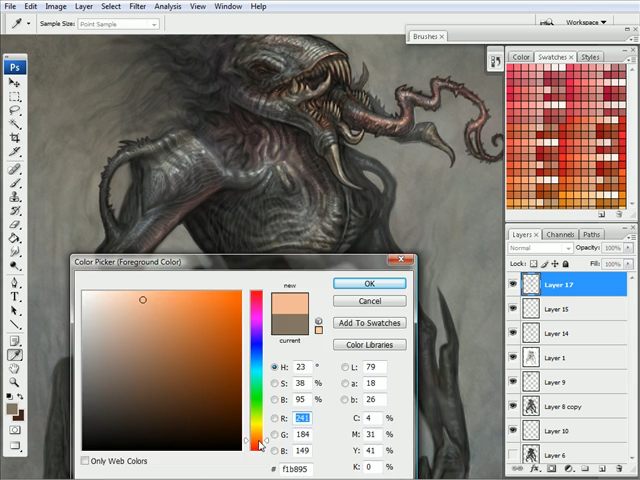 File Edit Image Layer Select Filter Analysis View Window Help
Sample Size: Point Sample
Workspace
Brushes ×
Ps
Color Swatches × Styles
Color Picker (Foreground Color)
new
current
OK
Cancel
Add To Swatches
Color Libraries
H: 23 °
L: 79
S: 38 %
a: 18
B: 95 %
b: 26
R: 241
C: 4 %
G: 184
M: 31 %
B: 149
Y: 41 %
# f1b895
K: 0 %
Only Web Colors
Layers × Channels Paths
Normal Opacity: 100%
Lock: Fill: 100%
Layer 17
Layer 15
Layer 14
Layer 1
Layer 9
Layer 8 copy
Layer 10
Layer 6